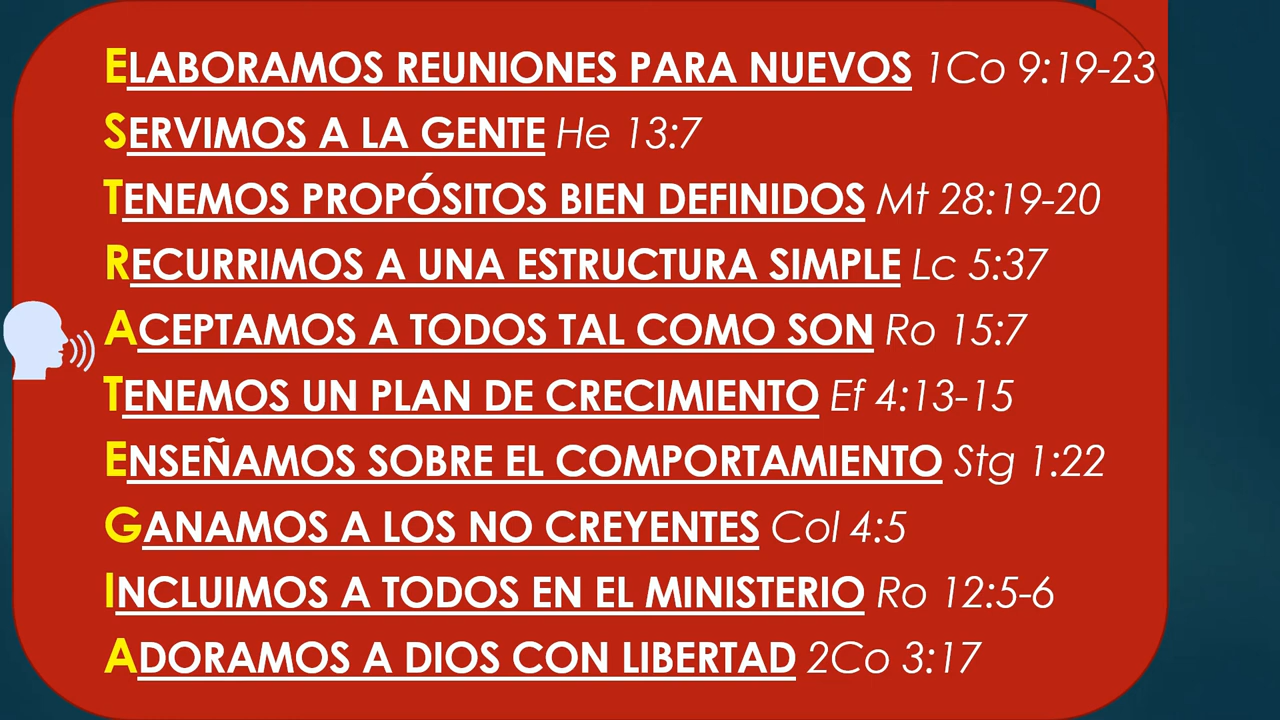 ELABORAMOS REUNIONES PARA NUEVOS 1Co 9:19-23
SERVIMOS A LA GENTE He 13:7
TENEMOS PROPÓSITOS BIEN DEFINIDOS Mt 28:19-20
RECURRIMOS A UNA ESTRUCTURA SIMPLE Lc 5:37
ACEPTAMOS A TODOS TAL COMO SON Ro 15:7
TENEMOS UN PLAN DE CRECIMIENTO Ef 4:13-15
ENSEÑAMOS SOBRE EL COMPORTAMIENTO Stg 1:22
GANAMOS A LOS NO CREYENTES Col 4:5
INCLUIMOS A TODOS EN EL MINISTERIO Ro 12:5-6
ADORAMOS A DIOS CON LIBERTAD 2Co 3:17